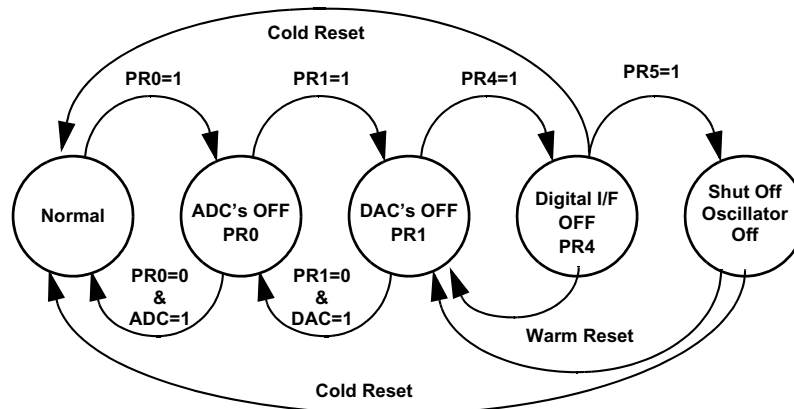 Cold Reset
PR0=1
PR1=1
PR4=1
PR5=1
Normal
ADC's OFF
PR0
DAC's OFF
PR1
Digital I/F
OFF
PR4
Shut Off
Oscillator
Off
PR0=0
&
ADC=1
PR1=0
&
DAC=1
Warm Reset
Cold Reset